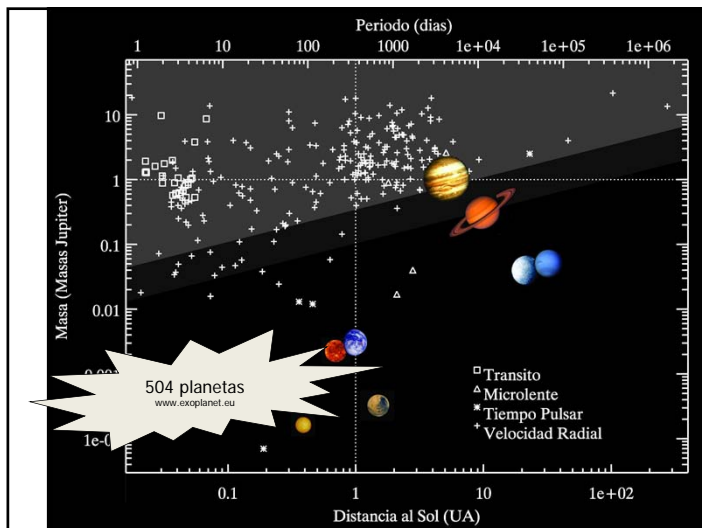 Periodo (dias)
1 10 100 1000 1e+04 1e+05 1e+06
Masa (Masas Jupiter)
10
1
0.1
0.01
504 planetas
www.exoplanet.eu
Transito
Microlente
Tiempo Pulsar
Velocidad Radial
0.1 1 10 1e+02
Distancia al Sol (UA)